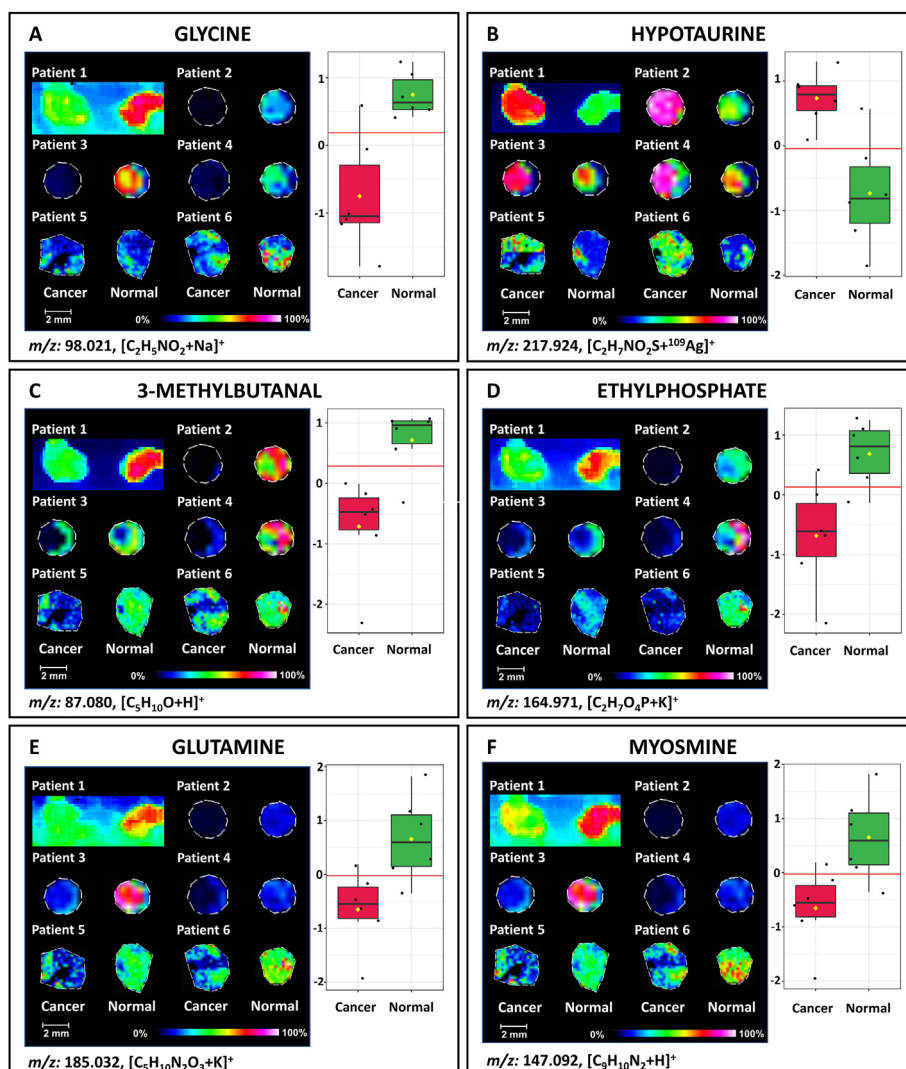 A GLYCINE
Patient 1 Patient 2
Patient 3 Patient 4
Patient 5 Patient 6
Cancer Normal Cancer Normal
2 mm 0% 100%
m/z: 98.021, [C₂H₅NO₂+Na]⁺
1
0
-1
Cancer Normal
B HYPOTAURINE
Patient 1 Patient 2
Patient 3 Patient 4
Patient 5 Patient 6
Cancer Normal Cancer Normal
2 mm 0% 100%
m/z: 217.924, [C₂H₇NO₂S+¹⁰⁹Ag]⁺
1
0
-1
-2
Cancer Normal
C 3-METHYLBUTANAL
Patient 1 Patient 2
Patient 3 Patient 4
Patient 5 Patient 6
Cancer Normal Cancer Normal
2 mm 0% 100%
m/z: 87.080, [C₅H₁₀O+H]⁺
1
0
-1
-2
Cancer Normal
D ETHYLPHOSPHATE
Patient 1 Patient 2
Patient 3 Patient 4
Patient 5 Patient 6
Cancer Normal Cancer Normal
2 mm 0% 100%
m/z: 164.971, [C₂H₇O₄P+K]⁺
1
0
-1
-2
Cancer Normal
E GLUTAMINE
Patient 1 Patient 2
Patient 3 Patient 4
Patient 5 Patient 6
Cancer Normal Cancer Normal
2 mm 0% 100%
m/z: 185.032, [C₅H₁₀N₂O₃+K]⁺
2
1
0
-1
-2
Cancer Normal
F MYOSMINE
Patient 1 Patient 2
Patient 3 Patient 4
Patient 5 Patient 6
Cancer Normal Cancer Normal
2 mm 0% 100%
m/z: 147.092, [C₉H₁₀N₂+H]⁺
2
1
0
-1
-2
Cancer Normal